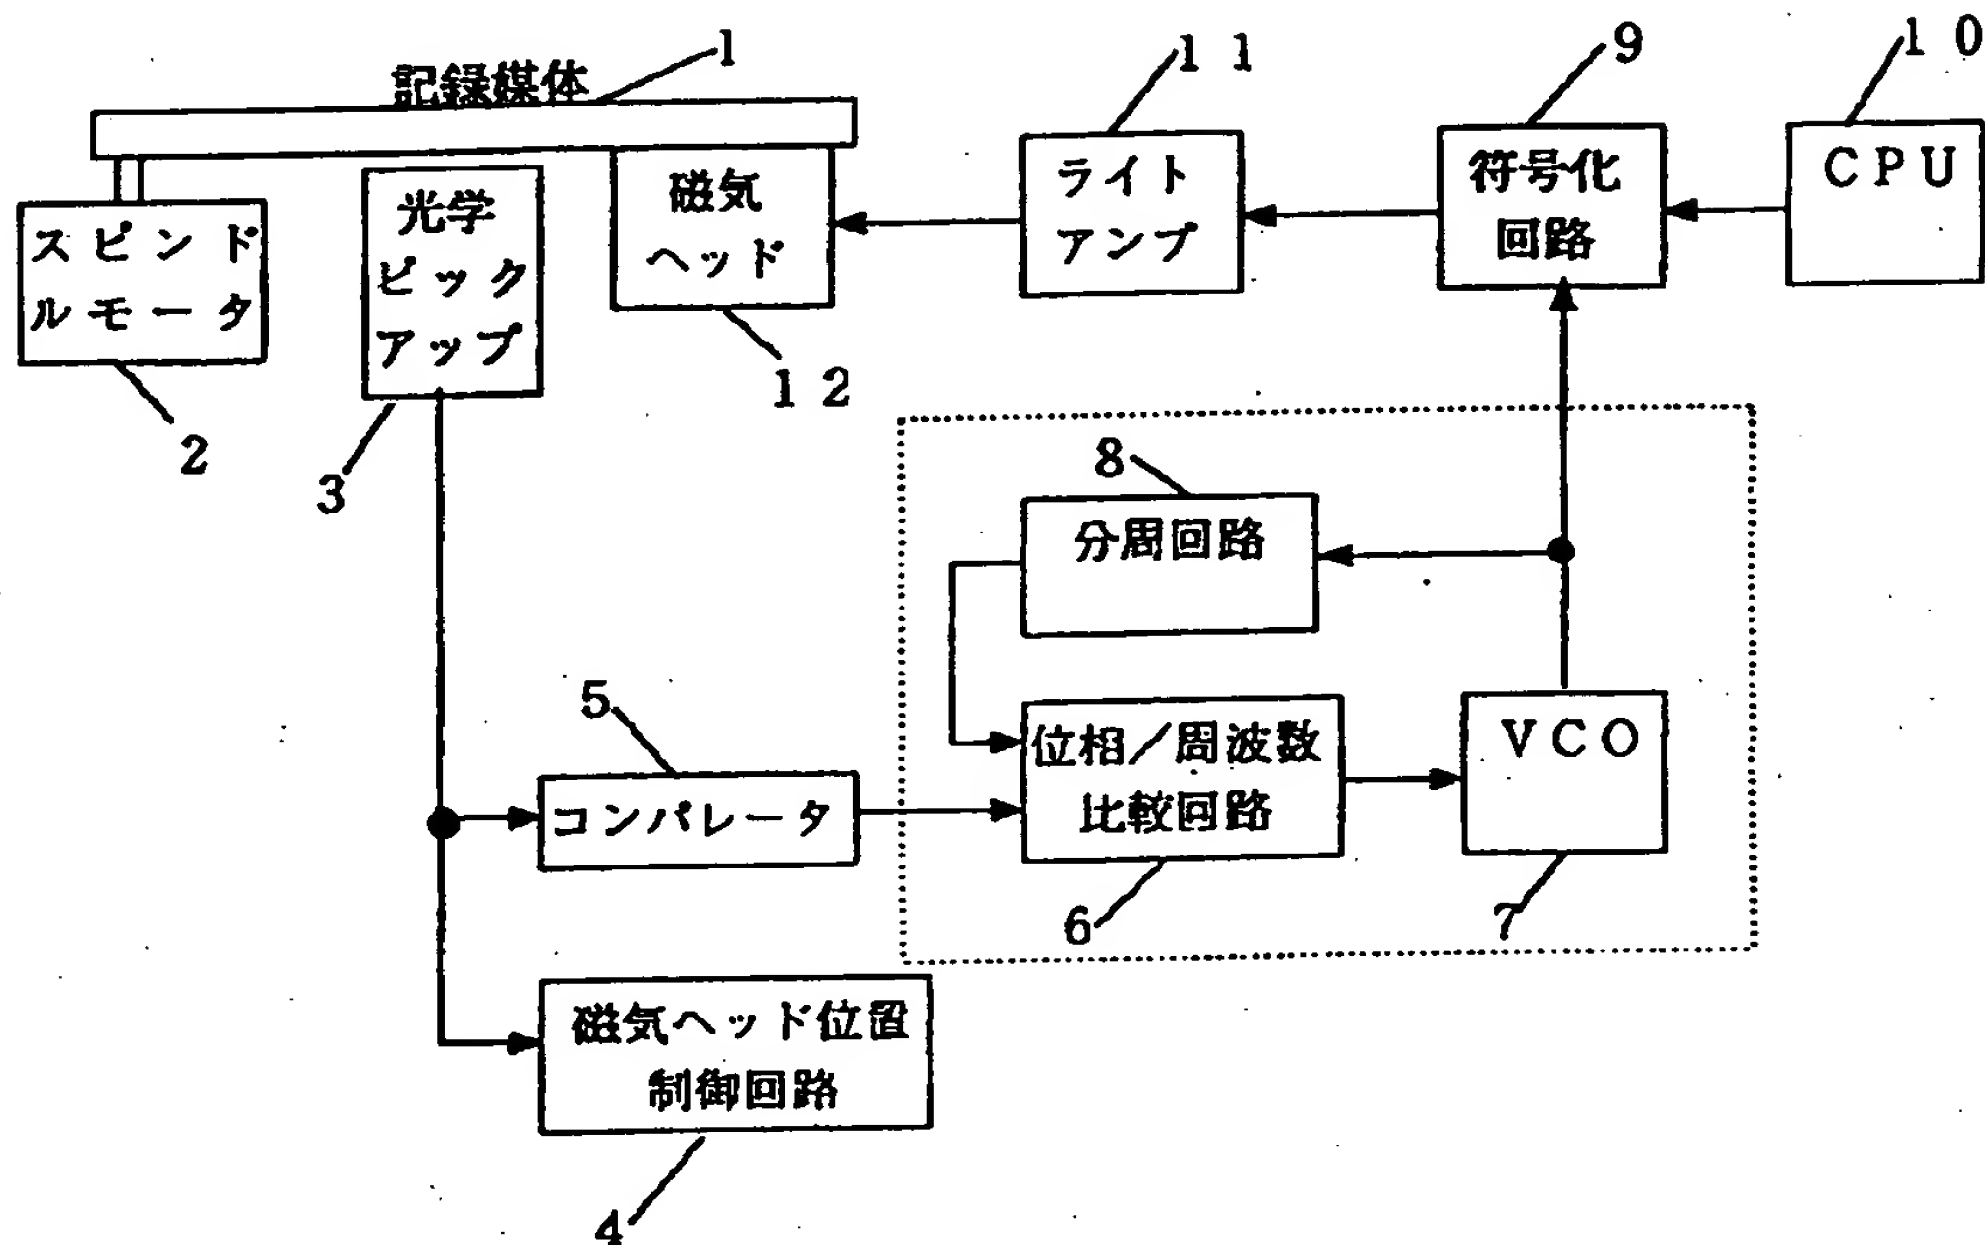 1
記録媒体
スピンド
ルモータ
2
光学
ピック
アップ
3
磁気
ヘッド
12
11
ライト
アンプ
9
符号化
回路
10
CPU
8
分周回路
5
コンパレータ
位相/周波数
比較回路
6
VCO
7
磁気ヘッド位置
制御回路
4